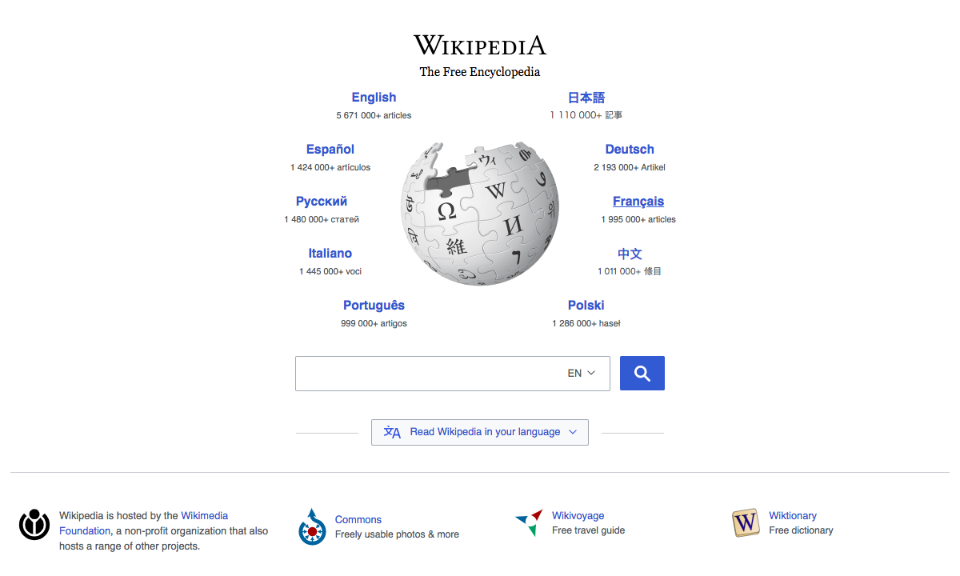 WIKIPEDIA
The Free Encyclopedia
English
5 671 000+ articles
日本語
1 110 000+ 記事
Español
1 424 000+ artículos
Deutsch
2 193 000+ Artikel
Русский
1 480 000+ статей
Français
1 995 000+ articles
Italiano
1 445 000+ voci
中文
1 011 000+ 條目
Português
999 000+ artigos
Polski
1 286 000+ haseł
Ω
W
И
維
ウィ
EN
Read Wikipedia in your language
Wikipedia is hosted by the Wikimedia
Foundation, a non-profit organization that also
hosts a range of other projects.
Commons
Freely usable photos & more
Wikivoyage
Free travel guide
W
Wiktionary
Free dictionary